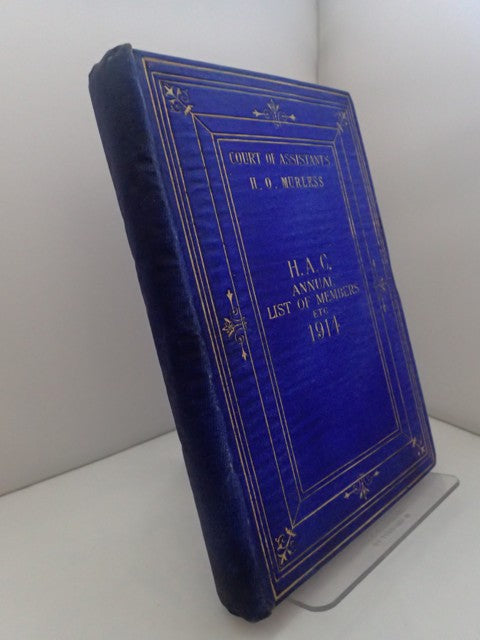 COURT OF ASSISTANTS
H. O. MURLESS
H.A.C.
ANNUAL
LIST OF MEMBERS
ETC
1914